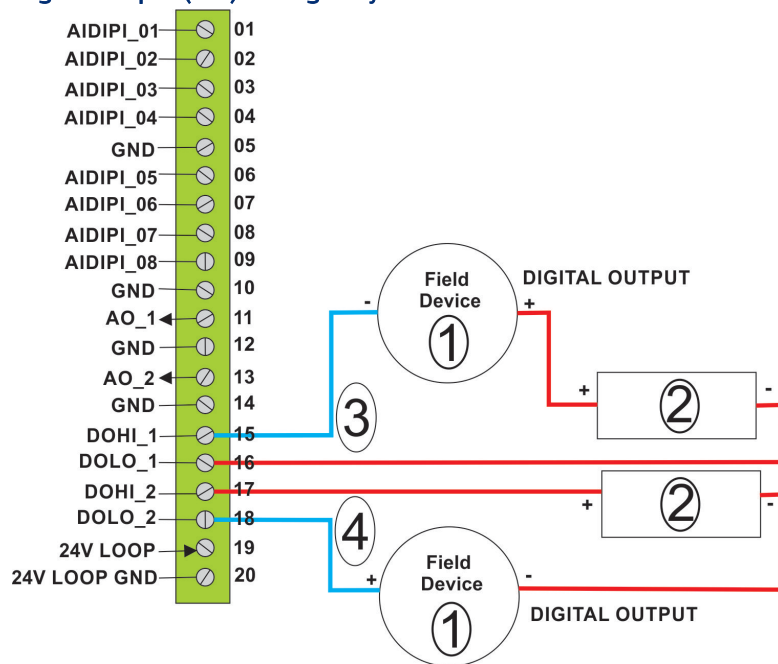 AIDIPI_01 01
AIDIPI_02 02
AIDIPI_03 03
AIDIPI_04 04
GND 05
AIDIPI_05 06
AIDIPI_06 07
AIDIPI_07 08
AIDIPI_08 09
GND 10
AO_1 11
GND 12
AO_2 13
GND 14
DOHI_1 15
DOLO_1 16
DOHI_2 17
DOLO_2 18
24V LOOP 19
24V LOOP GND 20
Field
Device
1
- +
DIGITAL OUTPUT
+ 2 -
3
+ 2 -
4
Field
Device
1
+ -
DIGITAL OUTPUT